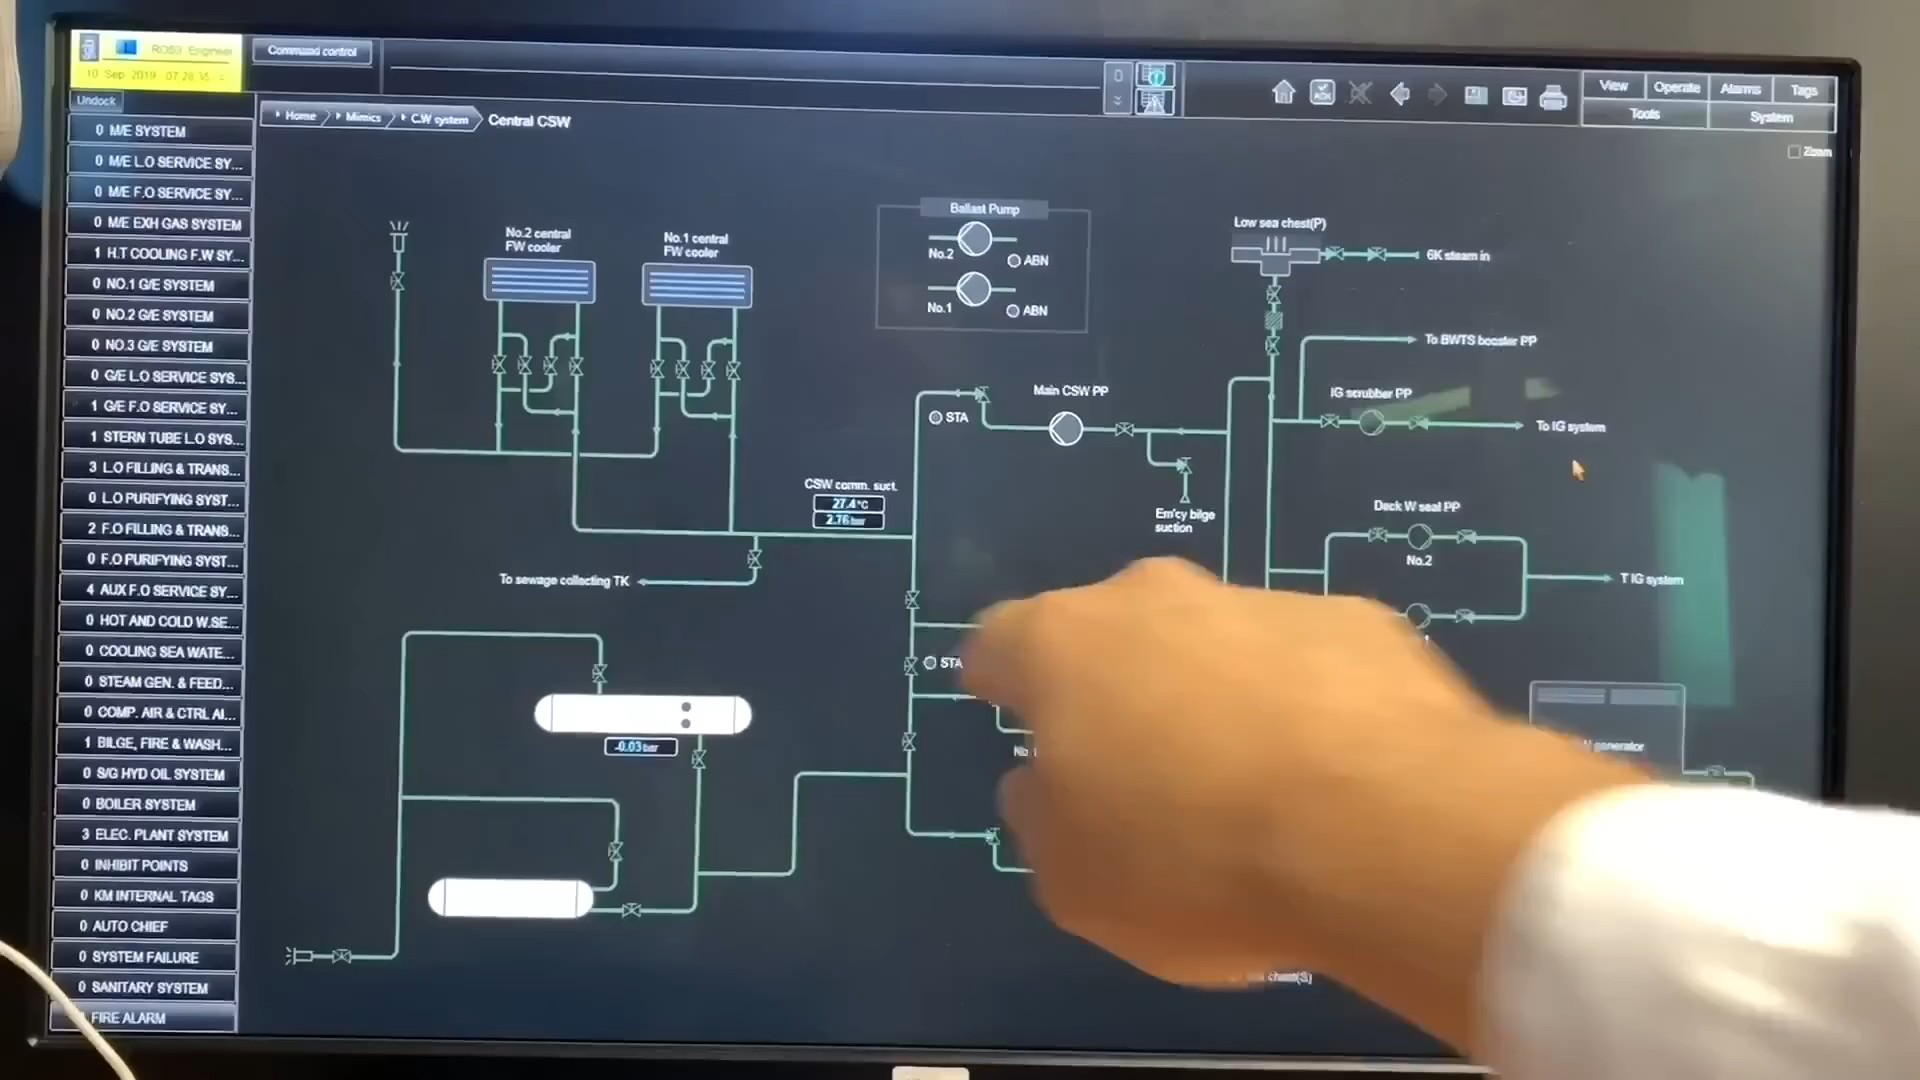 ROS3 Engineer
10 Sep 2019 07:28
Command control
View
Operate
Alarms
Tags
Tools
System
Undock
Home
Mimics
C.W system
Central CSW
Zoom
ACK
0 M/E SYSTEM
0 M/E L.O SERVICE SY...
0 M/E F.O SERVICE SY...
0 M/E EXH GAS SYSTEM
1 H.T COOLING F.W SY...
0 NO.1 G/E SYSTEM
0 NO.2 G/E SYSTEM
0 NO.3 G/E SYSTEM
0 G/E L.O SERVICE SYS...
1 G/E F.O SERVICE SY...
1 STERN TUBE L.O SYS...
3 L.O FILLING & TRANS...
0 L.O PURIFYING SYST...
2 F.O FILLING & TRANS...
0 F.O PURIFYING SYST...
4 AUX F.O SERVICE SY...
0 HOT AND COLD W.SE...
0 COOLING SEA WATE...
0 STEAM GEN. & FEED...
0 COMP. AIR & CTRL AI...
1 BILGE, FIRE & WASH...
0 S/G HYD OIL SYSTEM
0 BOILER SYSTEM
3 ELEC. PLANT SYSTEM
0 INHIBIT POINTS
0 KM INTERNAL TAGS
0 AUTO CHIEF
0 SYSTEM FAILURE
0 SANITARY SYSTEM
FIRE ALARM
No.2 central
FW cooler
No.1 central
FW cooler
Ballast Pump
No.2
ABN
No.1
ABN
Low sea chest(P)
6K steam in
To BWTS booster PP
IG scrubber PP
To IG system
Main CSW PP
STA
Em'cy bilge
suction
CSW comm. suct.
27.4 °C
2.76 bar
Deck W seal PP
No.2
T IG system
To sewage collecting TK
STA
-0.03 bar
generator
chest(S)